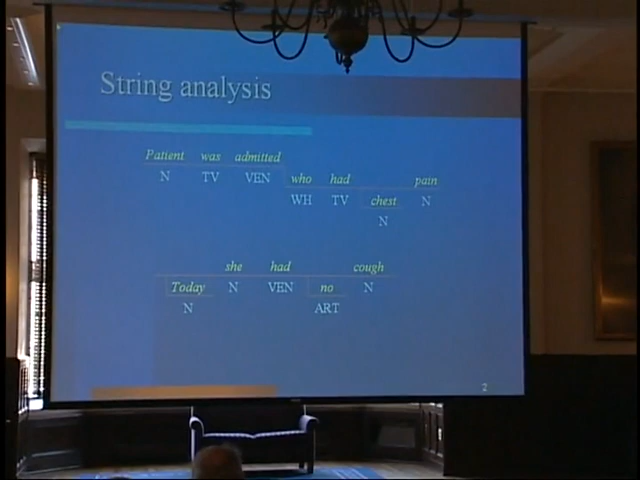 String analysis
Patient was admitted
N TV VEN who had pain
WH TV chest N
N
she had cough
Today N VEN no N
N ART
2